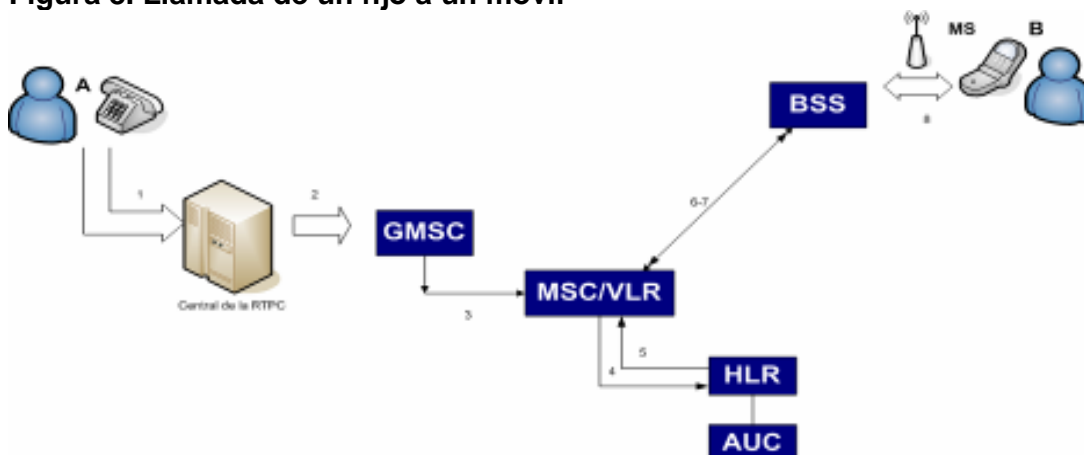 Figura 8. Llamada de un fijo a un móvil
MS B
A
BSS
8
1
2
6-7
GMSC
MSC/VLR
Central de la RTPC
3
5
4
HLR
AUC